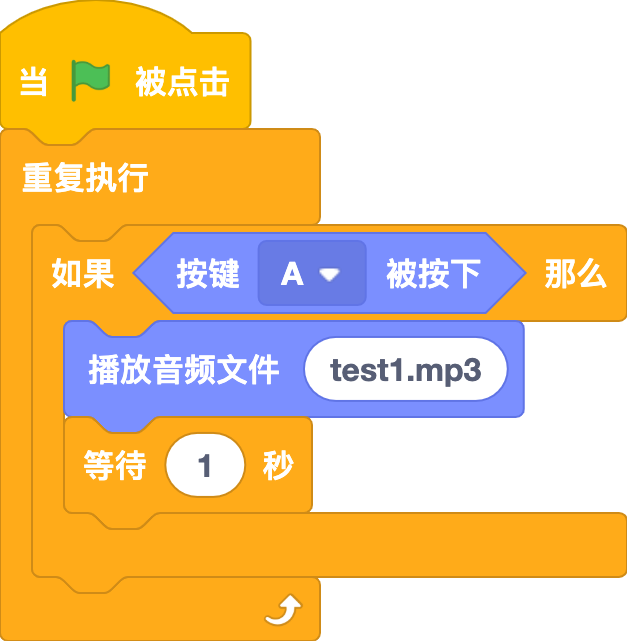 当 被点击
重复执行
如果 按键 A 被按下 那么
播放音频文件 test1.mp3
等待 1 秒